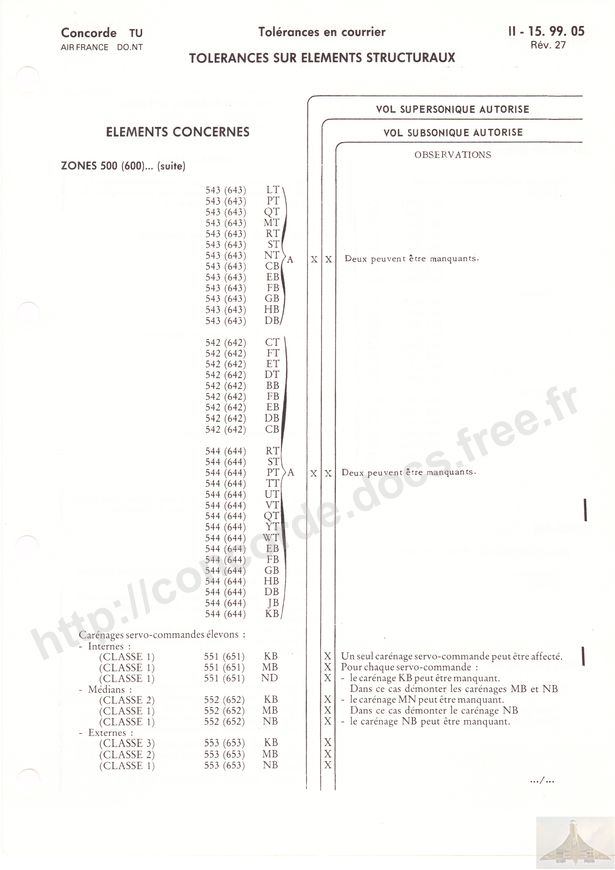 Concorde TU Tolérances en courrier II - 15. 99. 05
AIR FRANCE DO.NT Rév. 27
TOLERANCES SUR ELEMENTS STRUCTURAUX
VOL SUPERSONIQUE AUTORISE
ELEMENTS CONCERNES VOL SUBSONIQUE AUTORISE
OBSERVATIONS
ZONES 500 (600)... (suite)
543 (643) LT
543 (643) PT
543 (643) QT
543 (643) MT
543 (643) RT
543 (643) ST
543 (643) NT A X X Deux peuvent être manquants.
543 (643) CB
543 (643) EB
543 (643) FB
543 (643) GB
543 (643) HB
543 (643) DB
542 (642) CT
542 (642) FT
542 (642) ET
542 (642) DT
542 (642) BB
542 (642) FB
542 (642) EB
542 (642) DB
542 (642) CB
544 (644) RT
544 (644) ST
544 (644) PT A X X Deux peuvent être manquants.
544 (644) TT
544 (644) UT
544 (644) VT
544 (644) QT
544 (644) YT
544 (644) WT
544 (644) EB
544 (644) FB
544 (644) GB
544 (644) HB
544 (644) DB
544 (644) JB
544 (644) KB
Carénages servo-commandes élevons :
- Internes :
(CLASSE 1) 551 (651) KB X Un seul carénage servo-commande peut être affecté.
(CLASSE 1) 551 (651) MB X Pour chaque servo-commande :
(CLASSE 1) 551 (651) ND X - le carénage KB peut être manquant.
- Médians : Dans ce cas démonter les carénages MB et NB
(CLASSE 2) 552 (652) KB X - le carénage MN peut être manquant.
(CLASSE 1) 552 (652) MB X Dans ce cas démonter le carénage NB
(CLASSE 1) 552 (652) NB X - le carénage NB peut être manquant.
- Externes :
(CLASSE 3) 553 (653) KB X
(CLASSE 2) 553 (653) MB X
(CLASSE 1) 553 (653) NB X
.../...
http://concorde.docs.free.fr